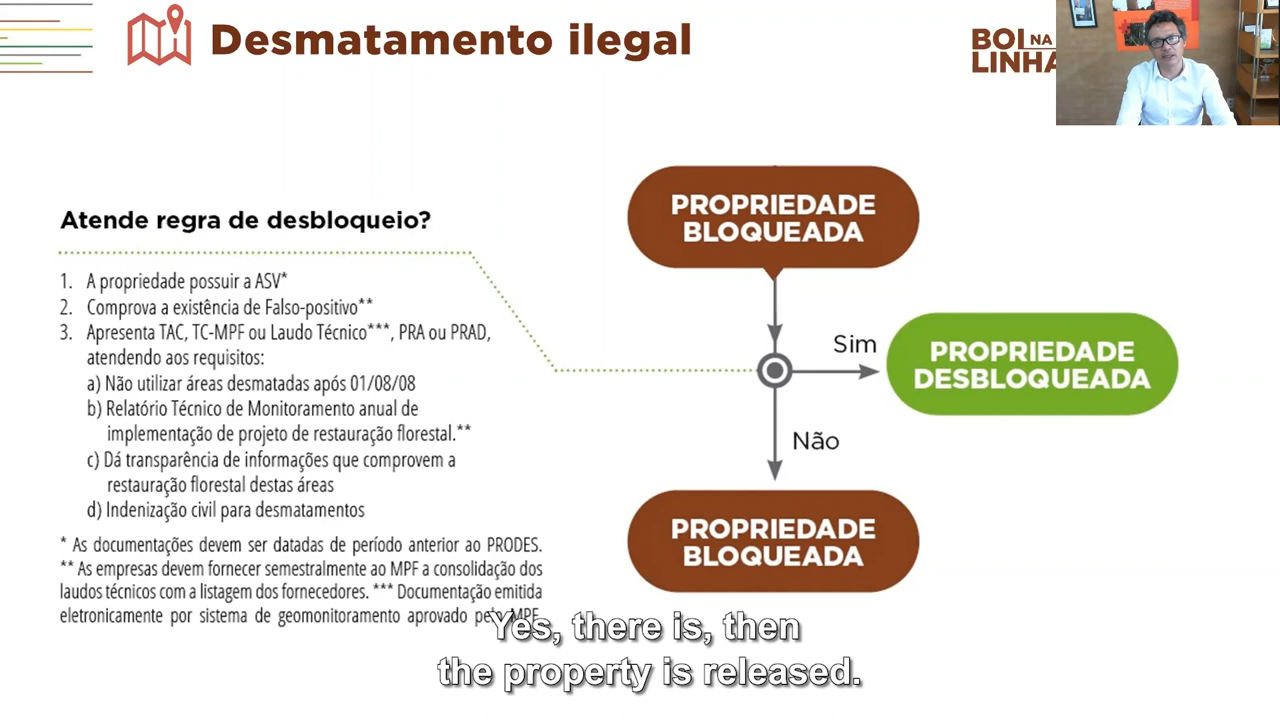 Desmatamento ilegal
BOI NA
LINHA
Atende regra de desbloqueio?
1. A propriedade possuir a ASV*
2. Comprova a existência de Falso-positivo**
3. Apresenta TAC, TC-MPF ou Laudo Técnico***, PRA ou PRAD,
atendendo aos requisitos:
a) Não utilizar áreas desmatadas após 01/08/08
b) Relatório Técnico de Monitoramento anual de
implementação de projeto de restauração florestal.**
c) Dá transparência de informações que comprovem a
restauração florestal destas áreas
d) Indenização civil para desmatamentos
* As documentações devem ser datadas de período anterior ao PRODES.
** As empresas devem fornecer semestralmente ao MPF a consolidação dos
laudos técnicos com a listagem dos fornecedores. *** Documentação emitida
eletronicamente por sistema de geomonitoramento aprovado pelo MPF.
PROPRIEDADE
BLOQUEADA
Sim
PROPRIEDADE
DESBLOQUEADA
Não
PROPRIEDADE
BLOQUEADA
Yes, there is, then
the property is released.